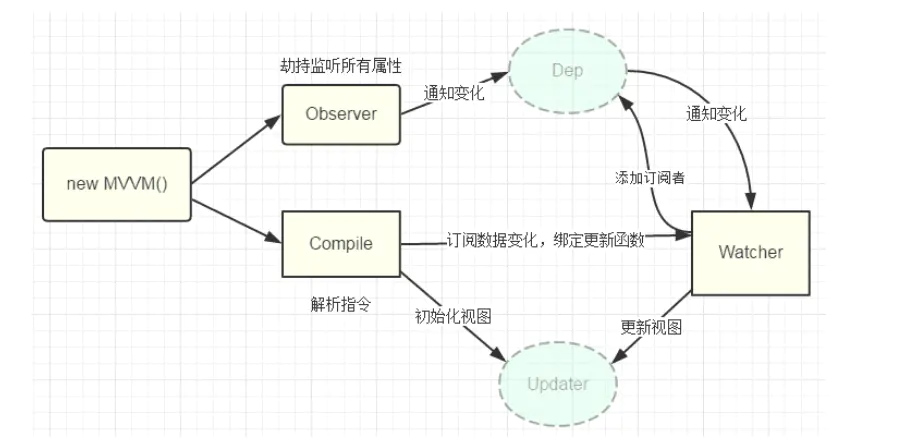 劫持监听所有属性
Dep
Observer
通知变化
通知变化
new MVVM()
添加订阅者
Compile
订阅数据变化，绑定更新函数
Watcher
解析指令
初始化视图
更新视图
Updater